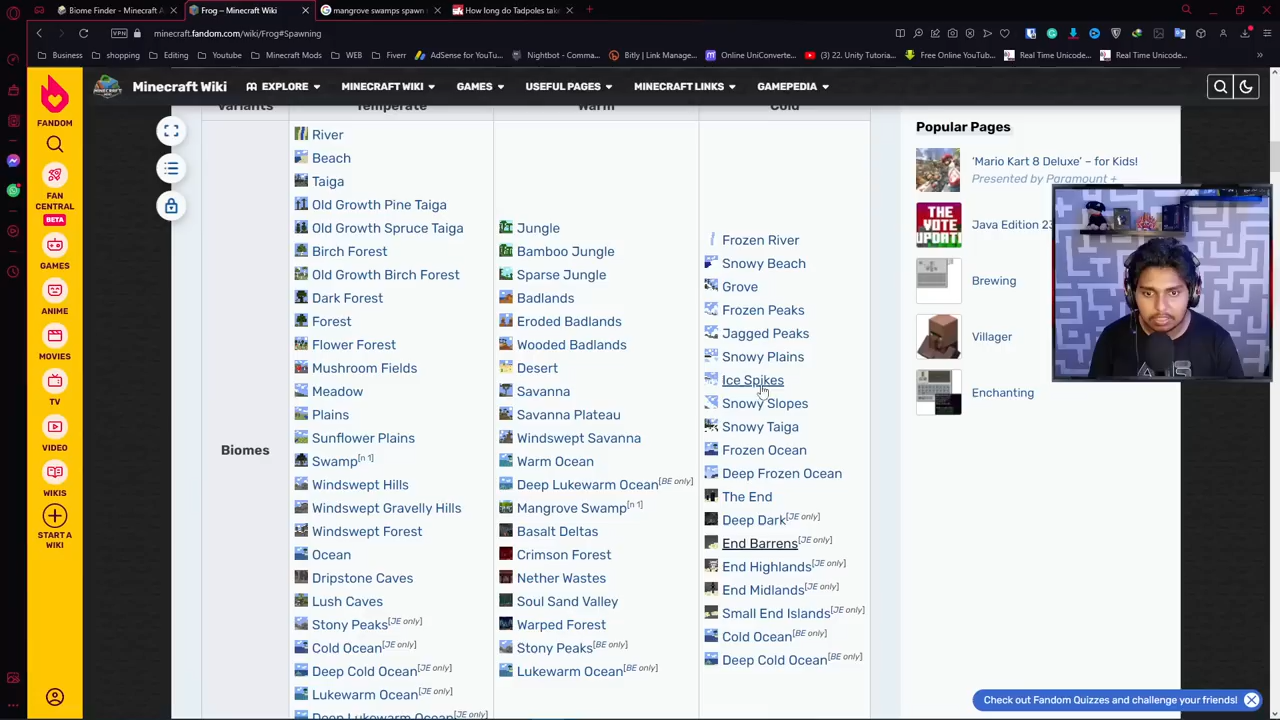 Biome Finder - Minecraft A
Frog – Minecraft Wiki
mangrove swamps spawn
How long do Tadpoles tak
minecraft.fandom.com/wiki/Frog#Spawning
Business
shopping
Editing
Youtube
Minecraft Mods
WEB
Fiverr
AdSense for YouTu...
Nightbot - Comma...
Bitly | Link Manage...
Online UniConverte...
(3) 22. Unity Tutoria...
Free Online YouTub...
Real Time Unicode...
Real Time Unicode...
FANDOM
FAN CENTRAL
BETA
GAMES
ANIME
MOVIES
TV
VIDEO
WIKIS
START A WIKI
Minecraft Wiki
EXPLORE
MINECRAFT WIKI
GAMES
USEFUL PAGES
MINECRAFT LINKS
GAMEPEDIA
Variants
Temperate
Warm
Cold
Biomes
River
Beach
Taiga
Old Growth Pine Taiga
Old Growth Spruce Taiga
Birch Forest
Old Growth Birch Forest
Dark Forest
Forest
Flower Forest
Mushroom Fields
Meadow
Plains
Sunflower Plains
Swamp[n 1]
Windswept Hills
Windswept Gravelly Hills
Windswept Forest
Ocean
Dripstone Caves
Lush Caves
Stony Peaks[JE only]
Cold Ocean[JE only]
Deep Cold Ocean[JE only]
Lukewarm Ocean[JE only]
Deep Lukewarm Ocean[JE only]
Jungle
Bamboo Jungle
Sparse Jungle
Badlands
Eroded Badlands
Wooded Badlands
Desert
Savanna
Savanna Plateau
Windswept Savanna
Warm Ocean
Deep Lukewarm Ocean[BE only]
Mangrove Swamp[n 1]
Basalt Deltas
Crimson Forest
Nether Wastes
Soul Sand Valley
Warped Forest
Stony Peaks[BE only]
Lukewarm Ocean[BE only]
Frozen River
Snowy Beach
Grove
Frozen Peaks
Jagged Peaks
Snowy Plains
Ice Spikes
Snowy Slopes
Snowy Taiga
Frozen Ocean
Deep Frozen Ocean
The End
Deep Dark[JE only]
End Barrens[JE only]
End Highlands[JE only]
End Midlands[JE only]
Small End Islands[JE only]
Cold Ocean[BE only]
Deep Cold Ocean[BE only]
Popular Pages
'Mario Kart 8 Deluxe' – for Kids!
Presented by Paramount +
THE VOTE UPDATE
Java Edition 23
Brewing
Villager
Enchanting
Check out Fandom Quizzes and challenge your friends!